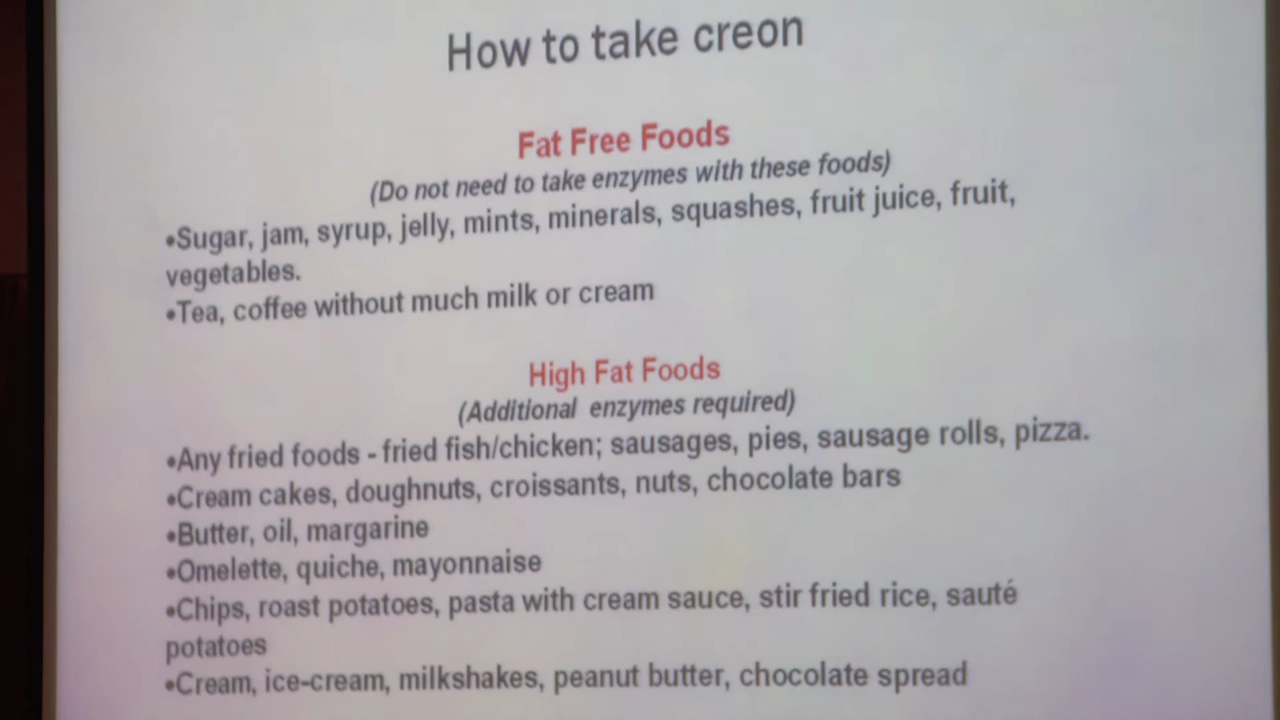 How to take creon
Fat Free Foods
(Do not need to take enzymes with these foods)
•Sugar, jam, syrup, jelly, mints, minerals, squashes, fruit juice, fruit,
vegetables.
•Tea, coffee without much milk or cream
High Fat Foods
(Additional enzymes required)
•Any fried foods - fried fish/chicken; sausages, pies, sausage rolls, pizza.
•Cream cakes, doughnuts, croissants, nuts, chocolate bars
•Butter, oil, margarine
•Omelette, quiche, mayonnaise
•Chips, roast potatoes, pasta with cream sauce, stir fried rice, sauté
potatoes
•Cream, ice-cream, milkshakes, peanut butter, chocolate spread